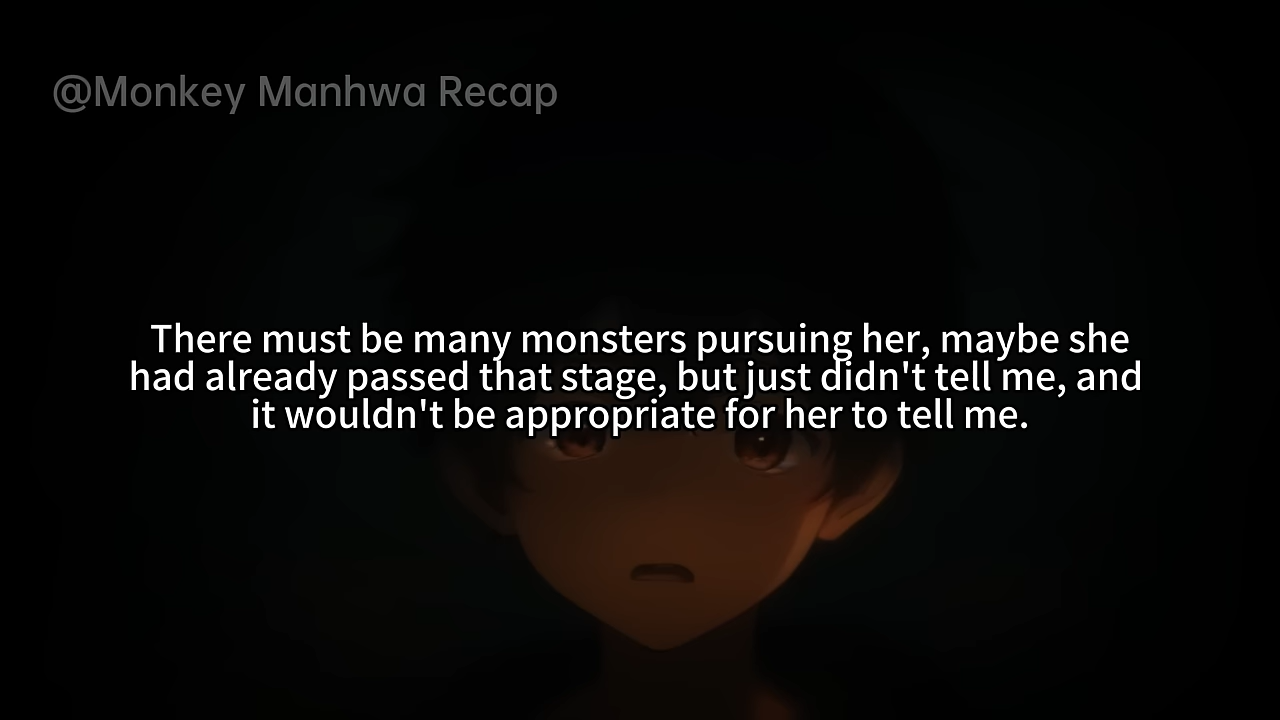 @Monkey Manhwa Recap
There must be many monsters pursuing her, maybe she
had already passed that stage, but just didn't tell me, and
it wouldn't be appropriate for her to tell me.